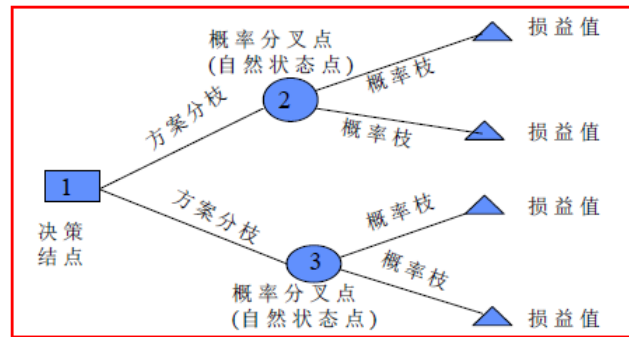 损益值
概率分叉点
(自然状态点)
概率枝
2
方案分枝
概率枝
损益值
1
方案分枝
概率枝
损益值
决策
结点
3
概率枝
概率分叉点
(自然状态点)
损益值